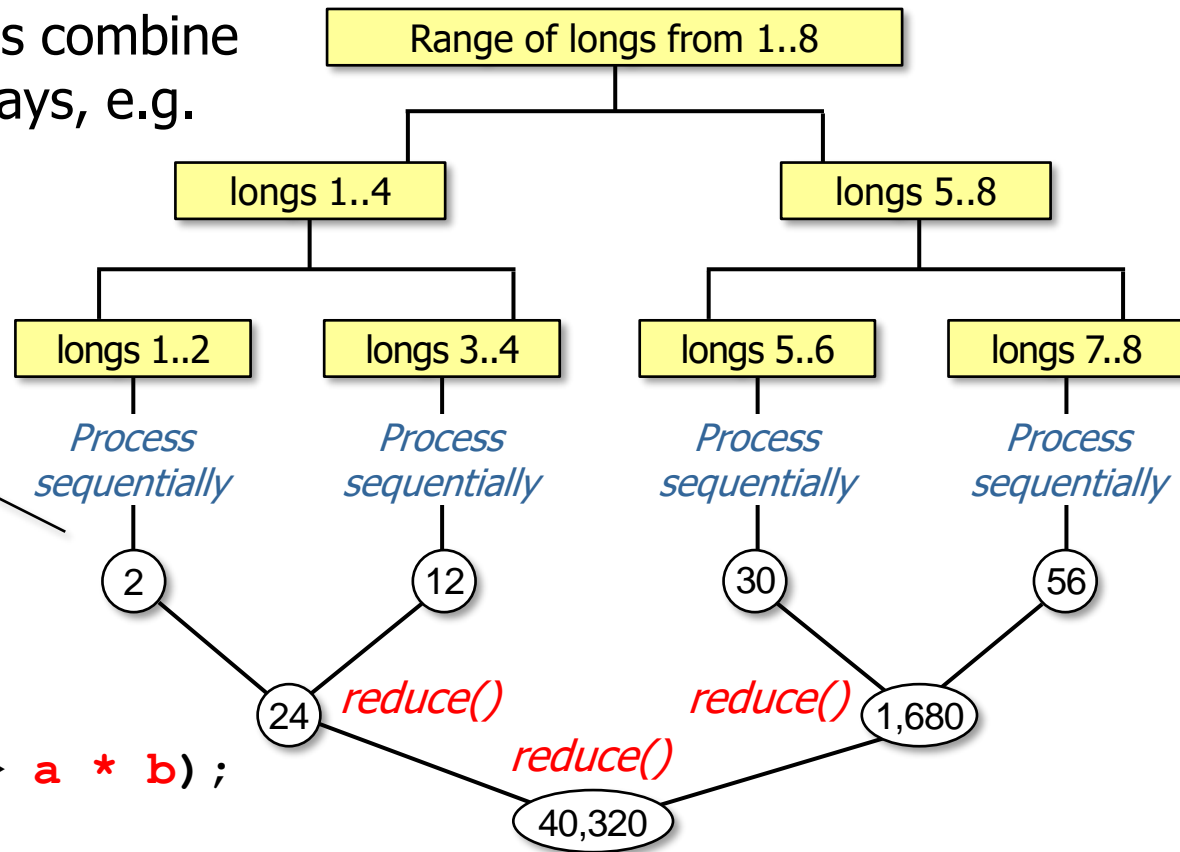 s combine
ays, e.g.
Range of longs from 1..8
longs 1..4
longs 5..8
longs 1..2
longs 3..4
longs 5..6
longs 7..8
Process
sequentially
Process
sequentially
Process
sequentially
Process
sequentially
2
12
30
56
24
reduce()
reduce()
1,680
a * b);
reduce()
40,320